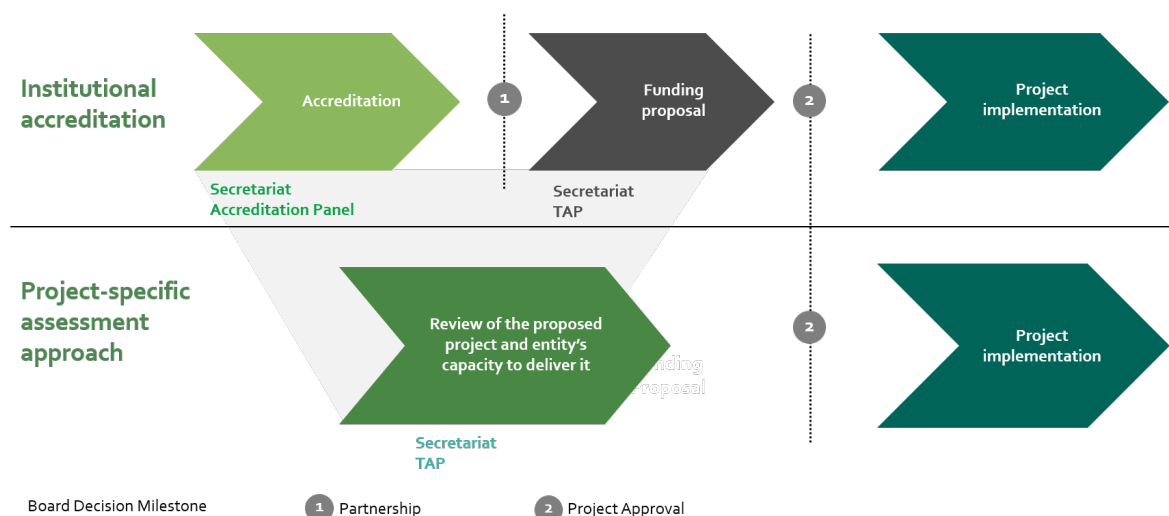 Institutional
accreditation
Accreditation
1
Funding
proposal
2
Project
implementation
Secretariat
Accreditation Panel
Secretariat
TAP
Project-specific
assessment
approach
Review of the proposed
project and entity's
capacity to deliver it
nding
roposal
2
Project
implementation
Secretariat
TAP
Board Decision Milestone
1 Partnership
2 Project Approval